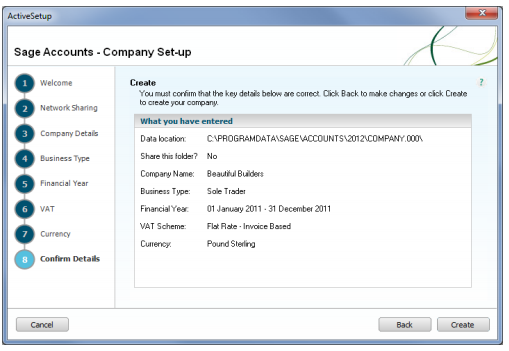 ActiveSetup
Sage Accounts - Company Set-up
1 Welcome
2 Network Sharing
3 Company Details
4 Business Type
5 Financial Year
6 VAT
7 Currency
8 Confirm Details
Create
?
You must confirm that the key details below are correct. Click Back to make changes or click Create
to create your company.
What you have entered
Data location: C:\PROGRAMDATA\SAGE\ACCOUNTS\2012\COMPANY.000\
Share this folder? No
Company Name: Beautiful Builders
Business Type: Sole Trader
Financial Year: 01 January 2011 - 31 December 2011
VAT Scheme: Flat Rate - Invoice Based
Currency: Pound Sterling
Cancel
Back
Create